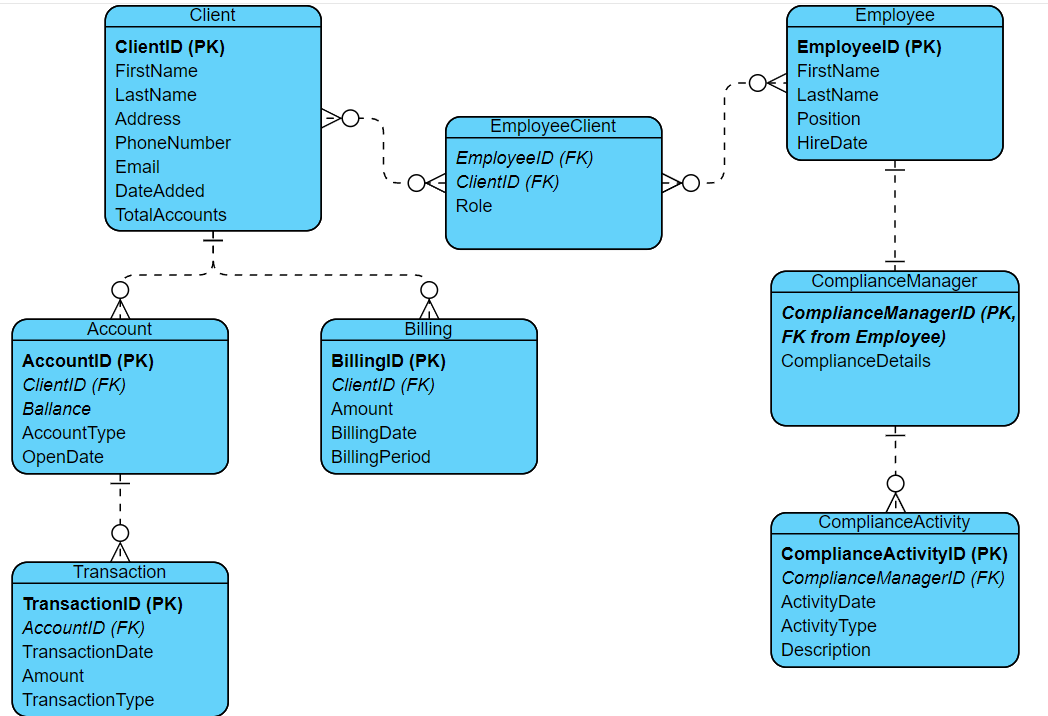 Client
ClientID (PK)
FirstName
LastName
Address
PhoneNumber
Email
DateAdded
TotalAccounts
Employee
EmployeeID (PK)
FirstName
LastName
Position
HireDate
EmployeeClient
EmployeeID (FK)
ClientID (FK)
Role
Account
AccountID (PK)
ClientID (FK)
Ballance
AccountType
OpenDate
Billing
BillingID (PK)
ClientID (FK)
Amount
BillingDate
BillingPeriod
ComplianceManager
ComplianceManagerID (PK,
FK from Employee)
ComplianceDetails
Transaction
TransactionID (PK)
AccountID (FK)
TransactionDate
Amount
TransactionType
ComplianceActivity
ComplianceActivityID (PK)
ComplianceManagerID (FK)
ActivityDate
ActivityType
Description